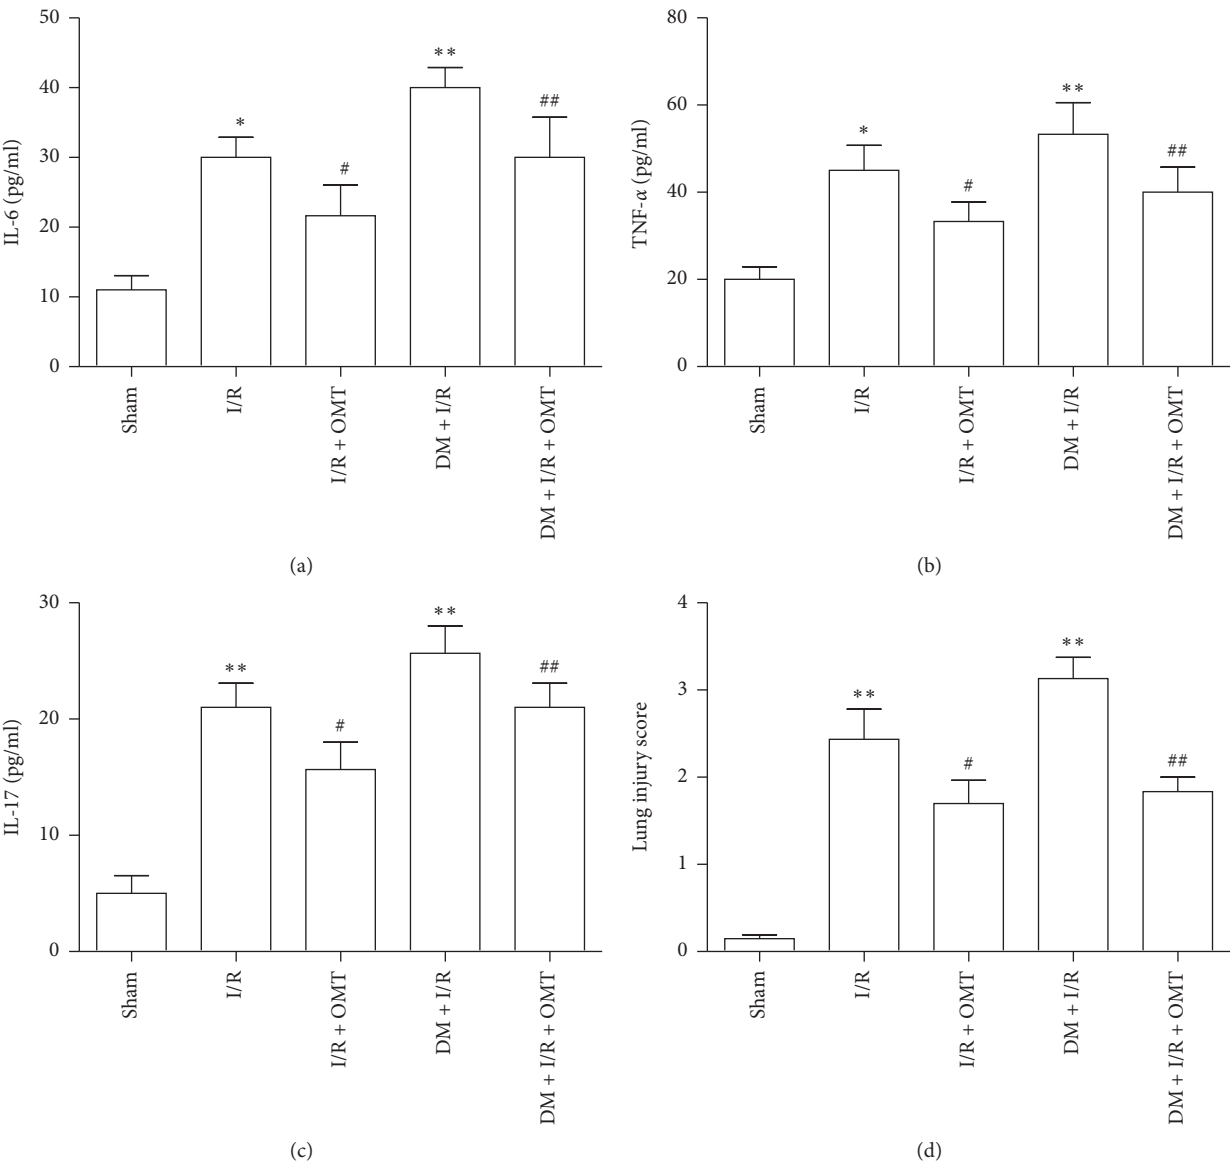 50
40
30
20
10
0
IL-6 (pg/ml)
*
#
**
##
Sham
I/R
I/R + OMT
DM + I/R
DM + I/R + OMT
(a)
80
60
40
20
0
TNF-α (pg/ml)
*
#
**
##
Sham
I/R
I/R + OMT
DM + I/R
DM + I/R + OMT
(b)
30
20
10
0
IL-17 (pg/ml)
**
#
**
##
Sham
I/R
I/R + OMT
DM + I/R
DM + I/R + OMT
(c)
4
3
2
1
0
Lung injury score
**
#
**
##
Sham
I/R
I/R + OMT
DM + I/R
DM + I/R + OMT
(d)